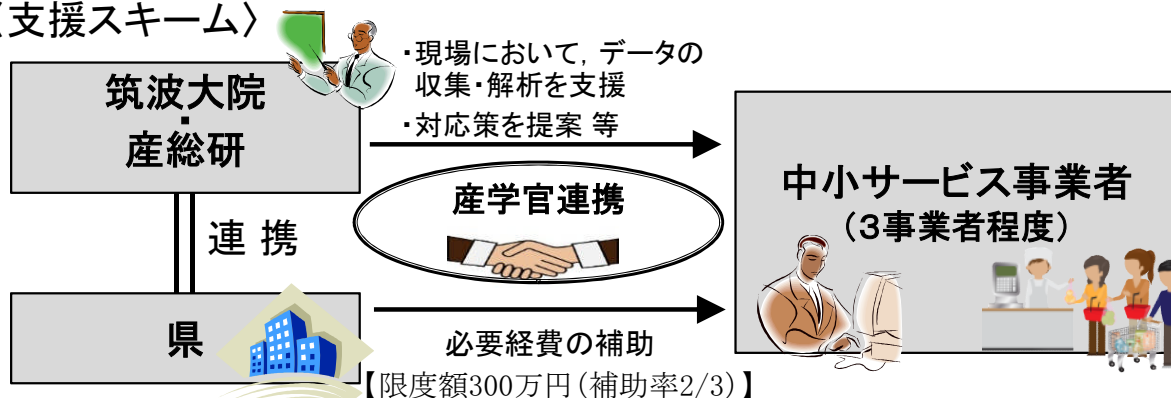 〈支援スキーム〉
筑波大院
・
産総研
・現場において，データの
収集・解析を支援
・対応策を提案 等
産学官連携
連 携
中小サービス事業者
（３事業者程度）
県
必要経費の補助
【限度額300万円（補助率2/3）】